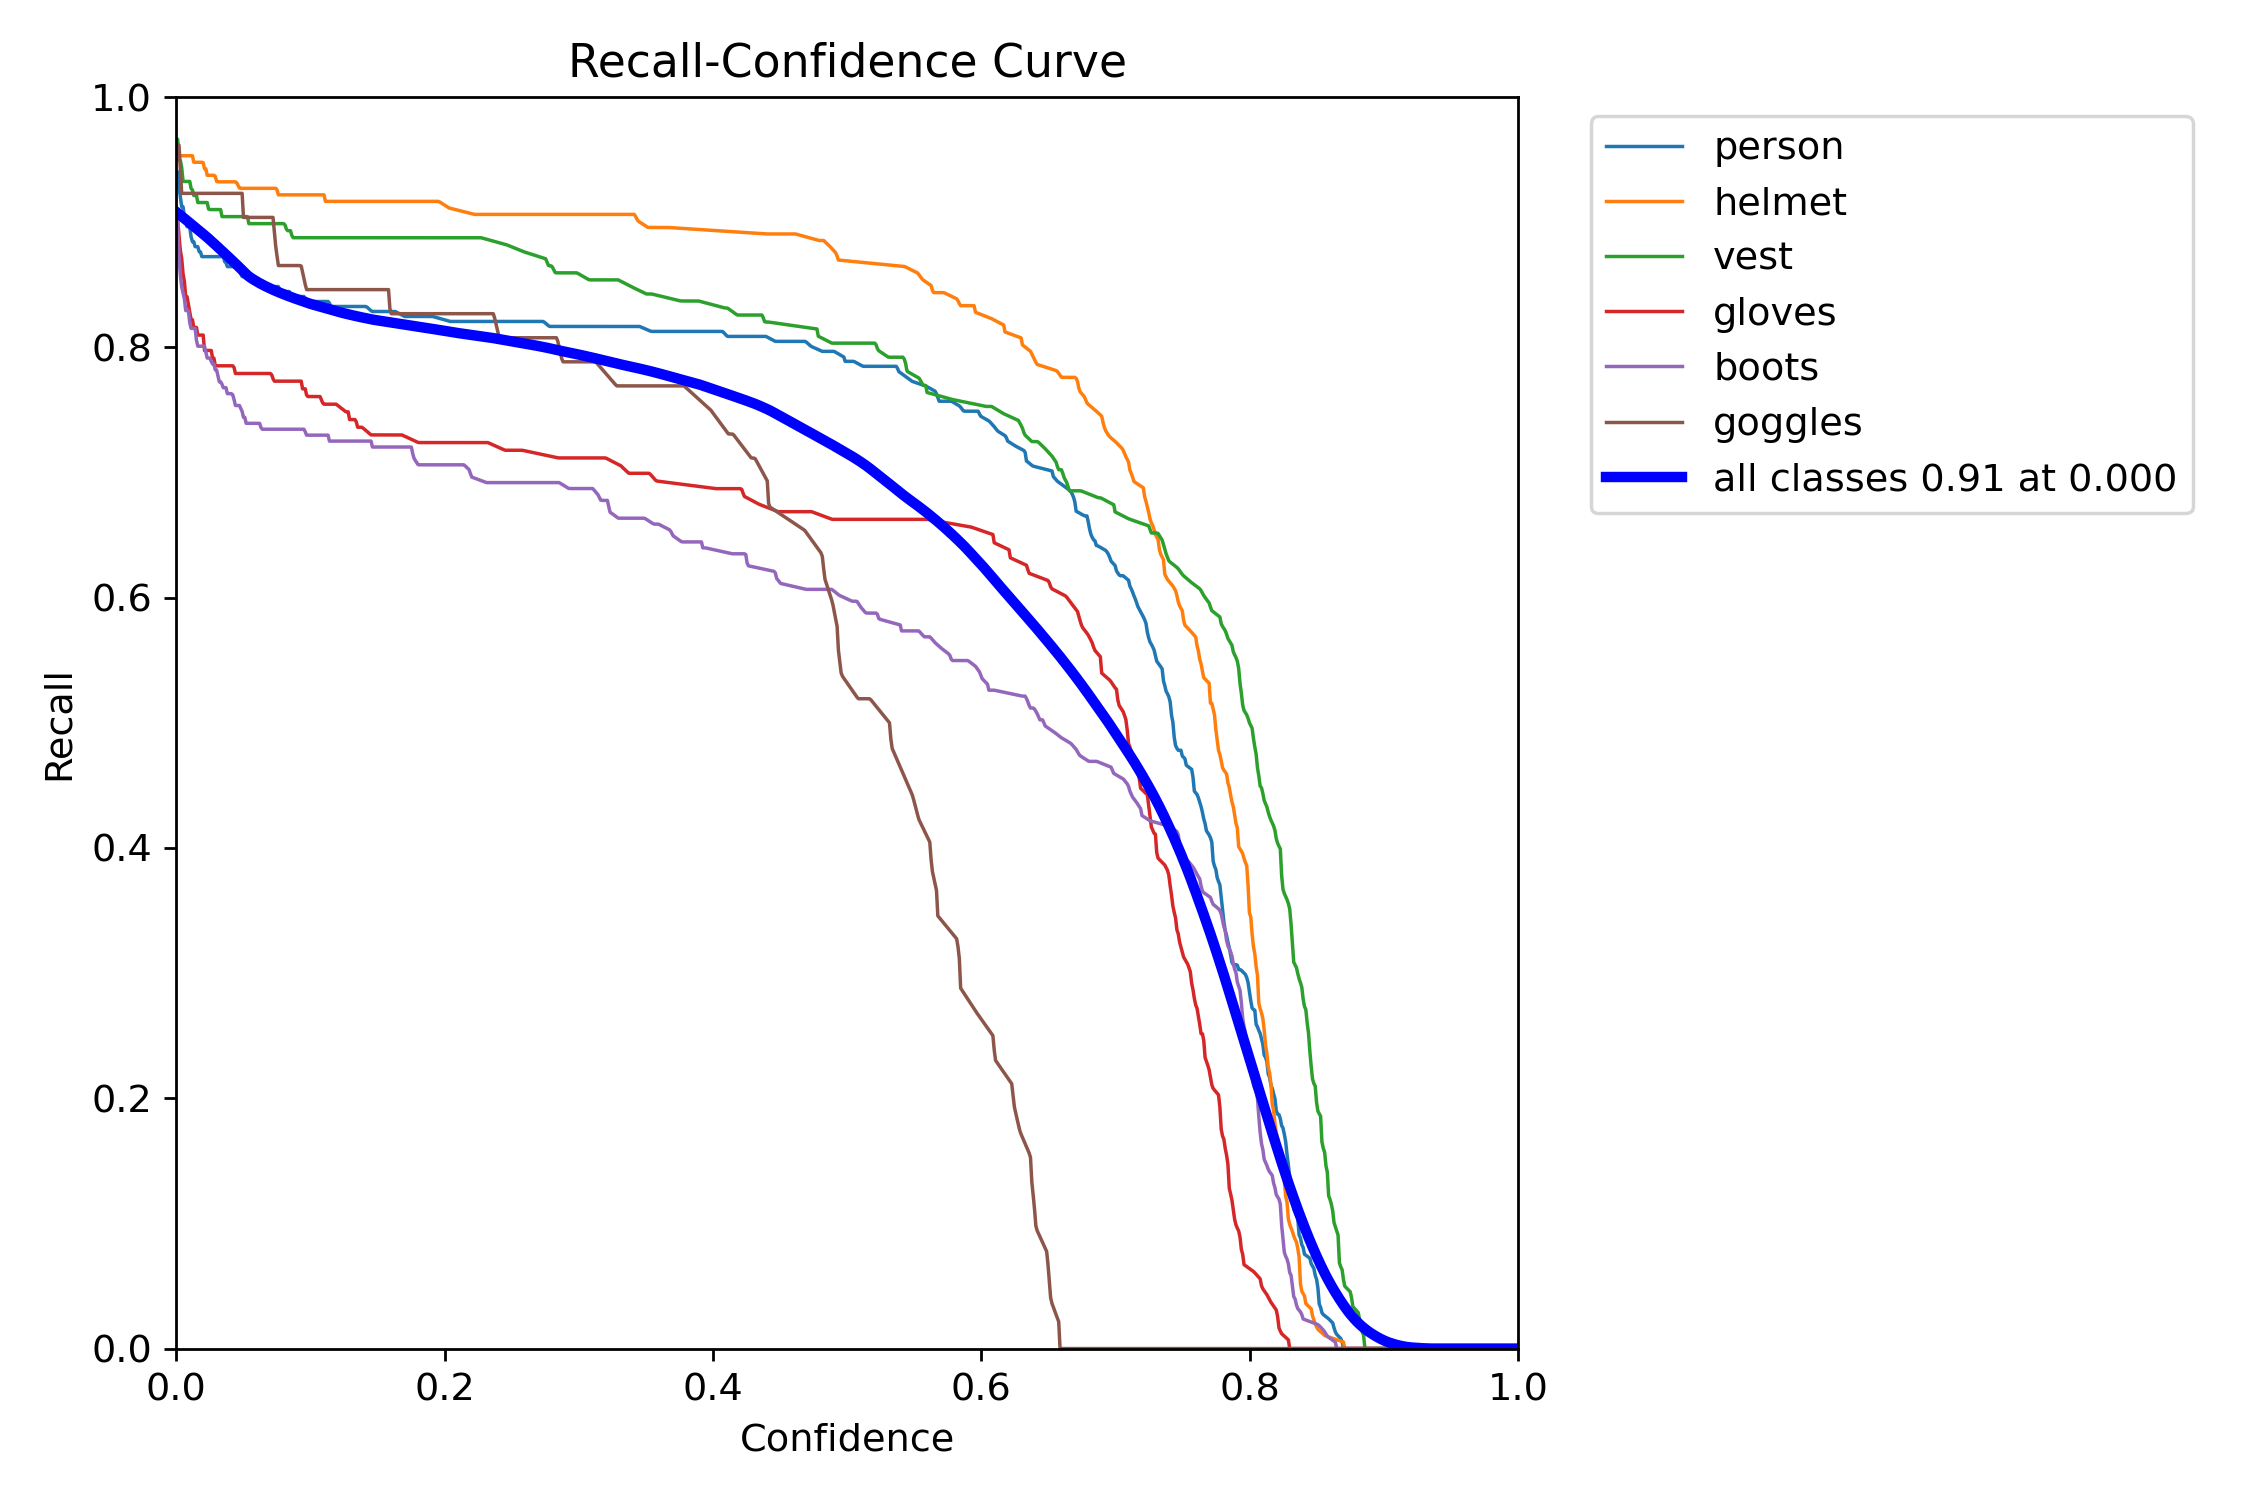 Recall-Confidence Curve
1.0
0.8
0.6
0.4
0.2
0.0
Recall
0.0 0.2 0.4 0.6 0.8 1.0
Confidence
person
helmet
vest
gloves
boots
goggles
all classes 0.91 at 0.000